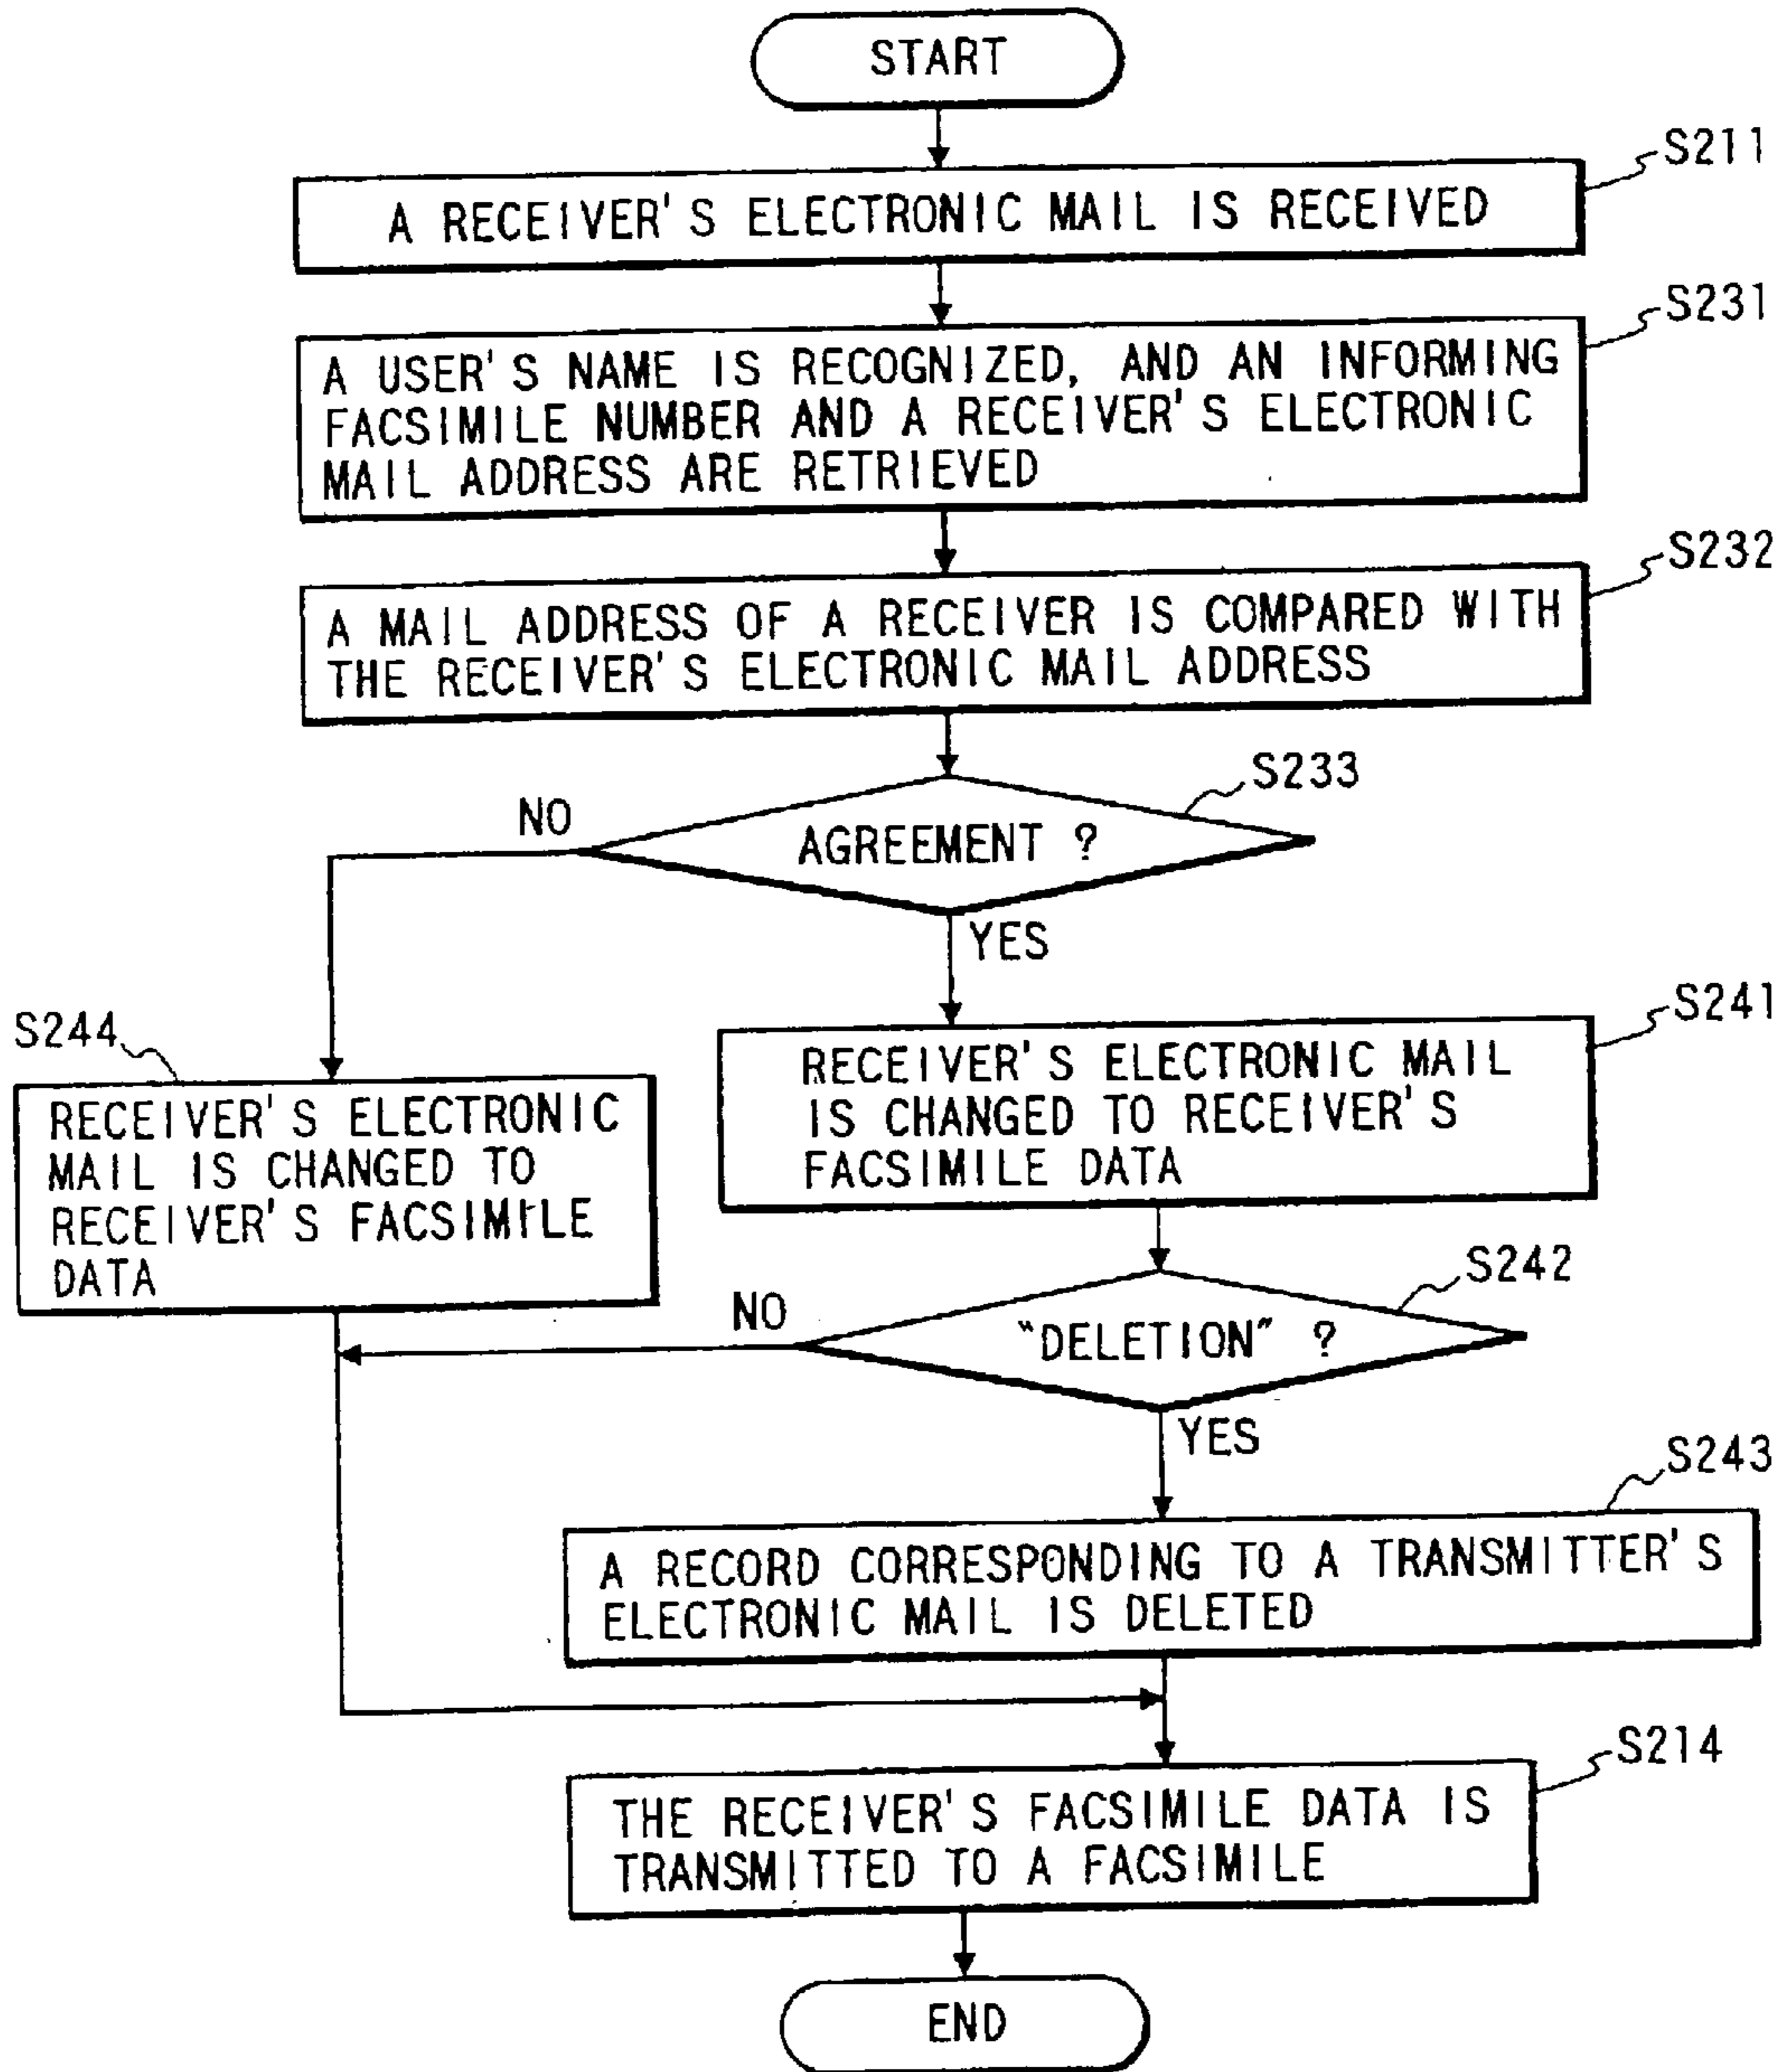 START
S211
A RECEIVER'S ELECTRONIC MAIL IS RECEIVED
S231
A USER'S NAME IS RECOGNIZED, AND AN INFORMING
FACSIMILE NUMBER AND A RECEIVER'S ELECTRONIC
MAIL ADDRESS ARE RETRIEVED
S232
A MAIL ADDRESS OF A RECEIVER IS COMPARED WITH
THE RECEIVER'S ELECTRONIC MAIL ADDRESS
S233
NO
AGREEMENT ?
YES
S244
RECEIVER'S ELECTRONIC
MAIL IS CHANGED TO
RECEIVER'S FACSIMILE
DATA
S241
RECEIVER'S ELECTRONIC MAIL
IS CHANGED TO RECEIVER'S
FACSIMILE DATA
S242
NO
"DELETION" ?
YES
S243
A RECORD CORRESPONDING TO A TRANSMITTER'S
ELECTRONIC MAIL IS DELETED
S214
THE RECEIVER'S FACSIMILE DATA IS
TRANSMITTED TO A FACSIMILE
END